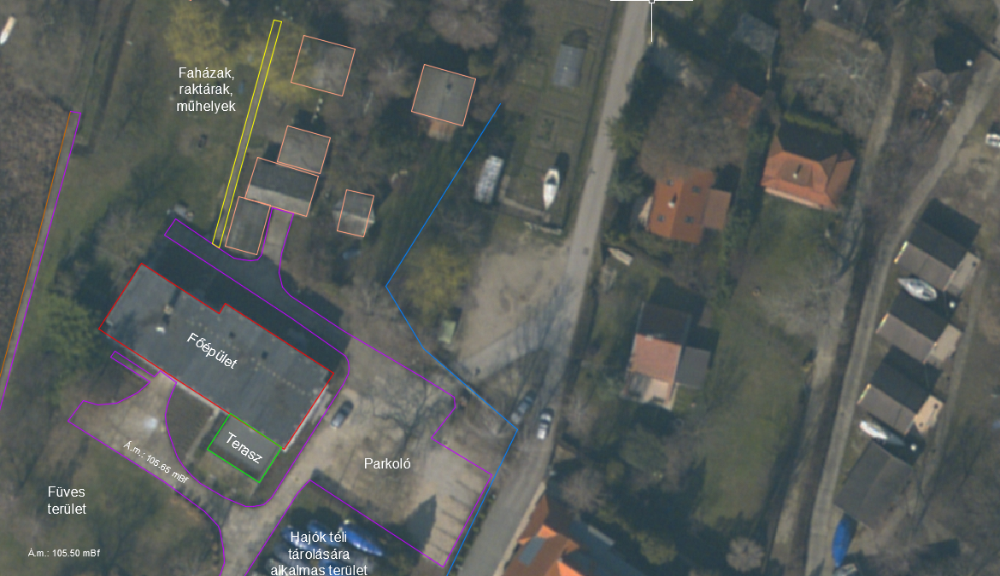 Faházak,
raktárak,
műhelyek
Főépület
Terasz
Á.m.: 105.65 mBf
Parkoló
Füves
terület
Á.m.: 105.50 mBf
Hajók téli
tárolására
alkalmas terület